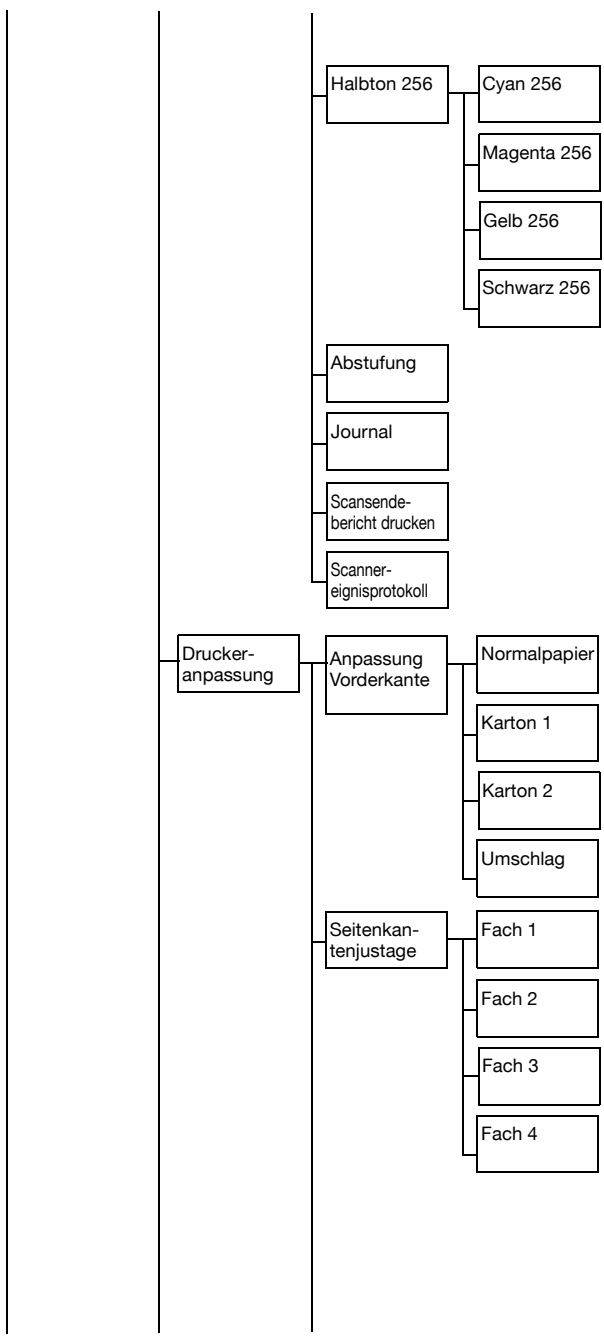 Halbton 256
Cyan 256
Magenta 256
Gelb 256
Schwarz 256
Abstufung
Journal
Scansende-
bericht drucken
Scanner-
eignisprotokoll
Drucker-
anpassung
Anpassung
Vorderkante
Normalpapier
Karton 1
Karton 2
Umschlag
Seitenkan-
tenjustage
Fach 1
Fach 2
Fach 3
Fach 4